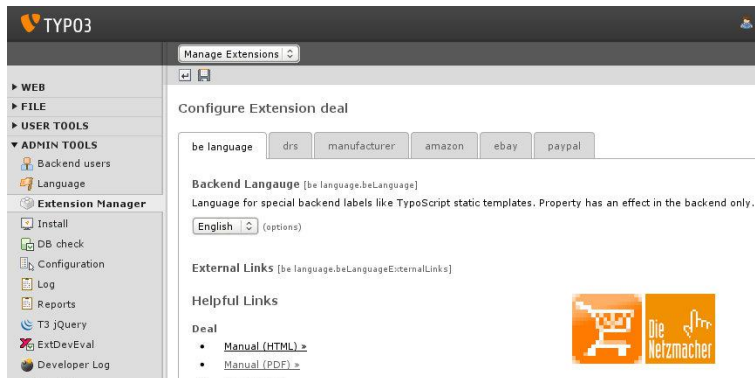 TYPO3
Manage Extensions
WEB
FILE
USER TOOLS
ADMIN TOOLS
Backend users
Language
Extension Manager
Install
DB check
Configuration
Log
Reports
T3 jQuery
ExtDevEval
Developer Log
Configure Extension deal
be language
drs
manufacturer
amazon
ebay
paypal
Backend Langauge [be language.beLanguage]
Language for special backend labels like TypoScript static templates. Property has an effect in the backend only.
English (options)
External Links [be language.beLanguageExternalLinks]
Helpful Links
Deal
• Manual (HTML) »
• Manual (PDF) »
Die
Netzmacher